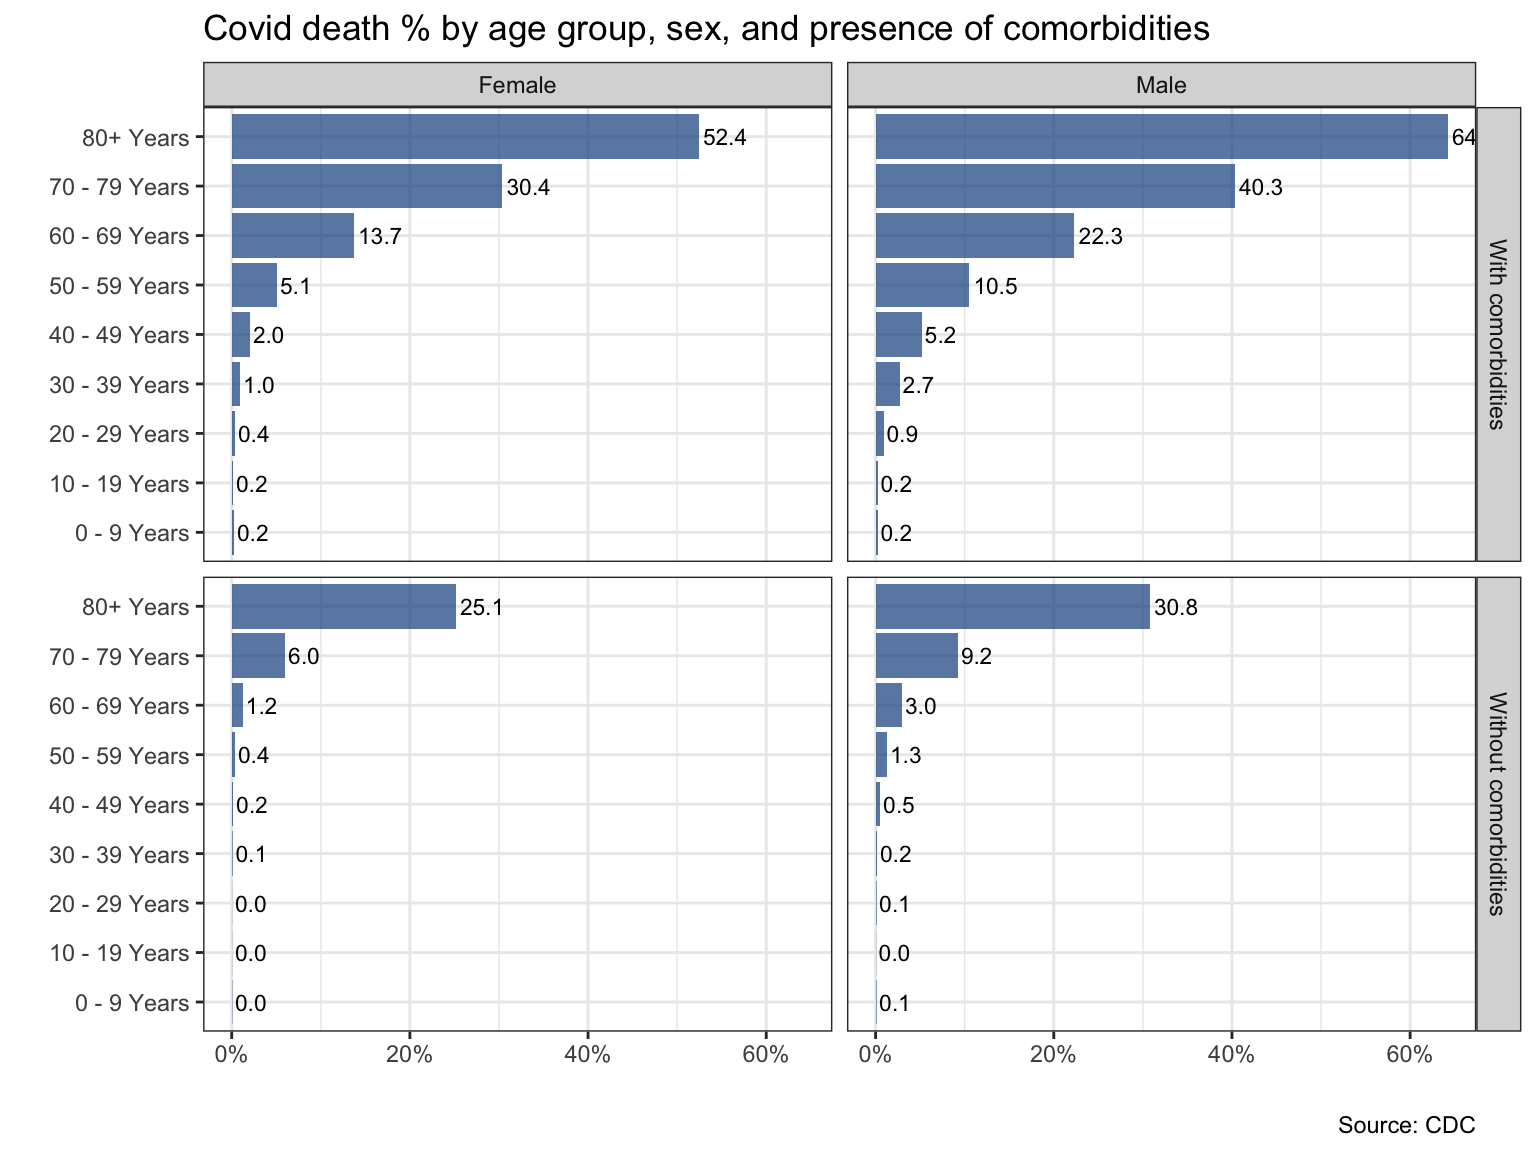 Covid death % by age group, sex, and presence of comorbidities
Female
Male
80+ Years
70 - 79 Years
60 - 69 Years
50 - 59 Years
40 - 49 Years
30 - 39 Years
20 - 29 Years
10 - 19 Years
0 - 9 Years
52.4
30.4
13.7
5.1
2.0
1.0
0.4
0.2
0.2
64
40.3
22.3
10.5
5.2
2.7
0.9
0.2
0.2
With comorbidities
80+ Years
70 - 79 Years
60 - 69 Years
50 - 59 Years
40 - 49 Years
30 - 39 Years
20 - 29 Years
10 - 19 Years
0 - 9 Years
25.1
6.0
1.2
0.4
0.2
0.1
0.0
0.0
0.0
30.8
9.2
3.0
1.3
0.5
0.2
0.1
0.0
0.1
Without comorbidities
0%
20%
40%
60%
0%
20%
40%
60%
Source: CDC